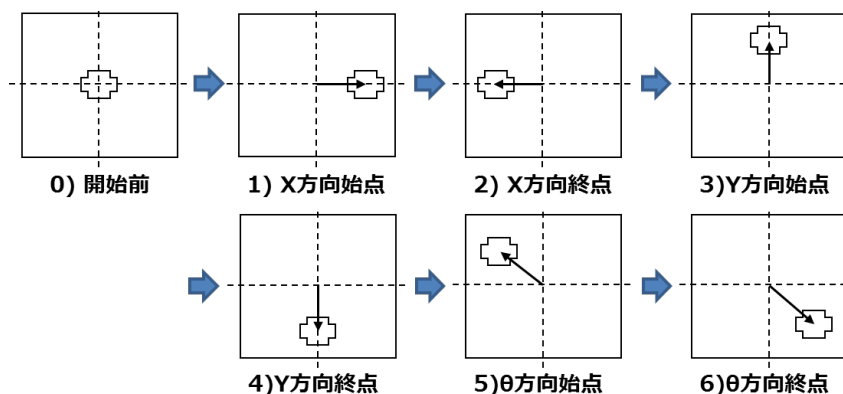 0) 開始前
1) X方向始点
2) X方向終点
3)Y方向始点
4)Y方向終点
5)θ方向始点
6)θ方向終点